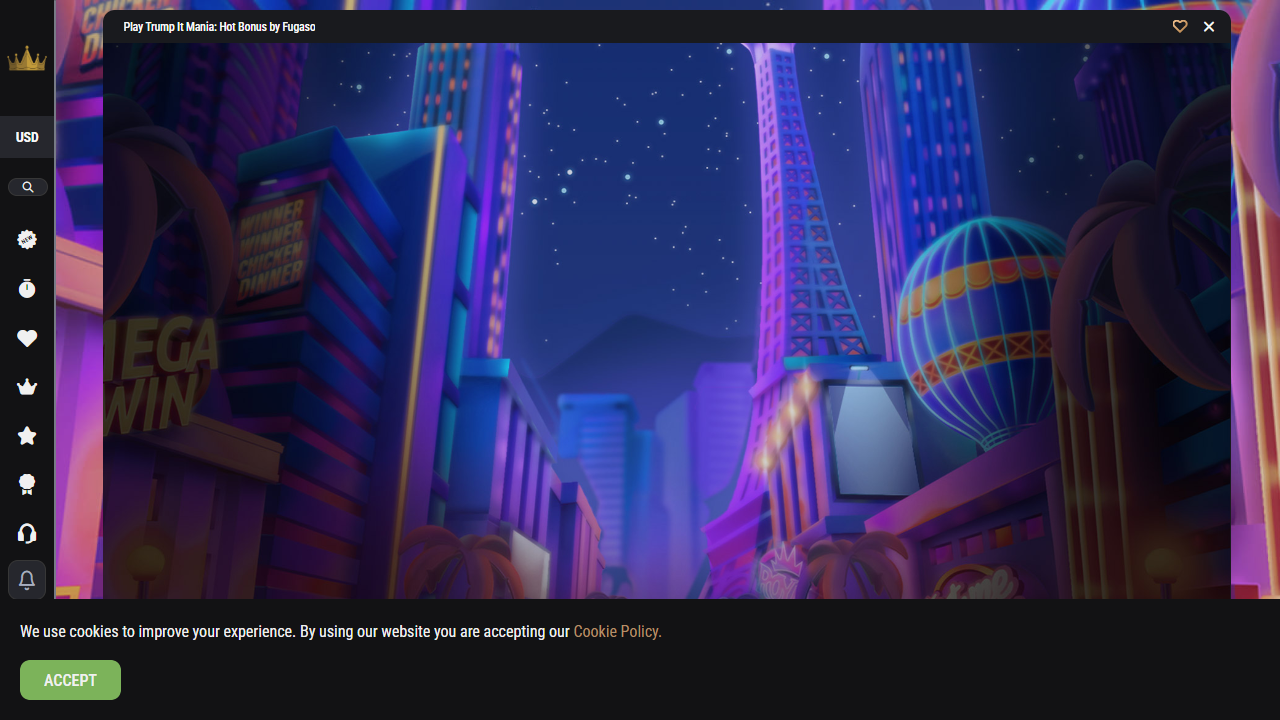 Play Trump It Mania: Hot Bonus by Fugaso
USD
NEW
WINNER
WINNER
CHICKEN
DINNER
MEGA
WIN
We use cookies to improve your experience. By using our website you are accepting our Cookie Policy.
ACCEPT